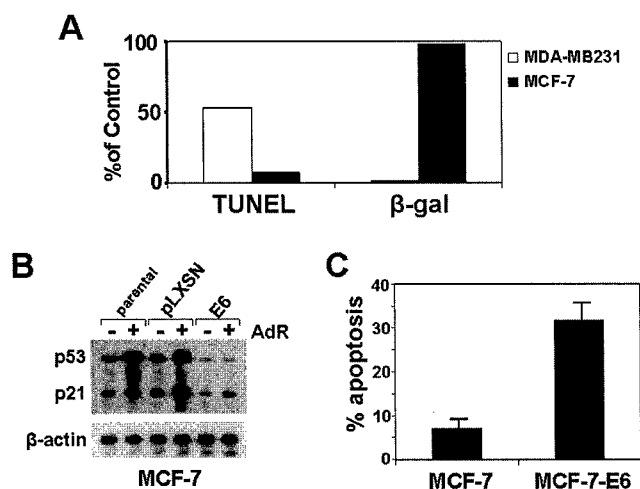 A
% of Control
100
50
0
TUNEL
β-gal
MDA-MB231
MCF-7
B
parental
pLXSN
E6
- + - + - + AdR
p53
p21
β-actin
MCF-7
C
% apoptosis
40
30
20
10
0
MCF-7
MCF-7-E6